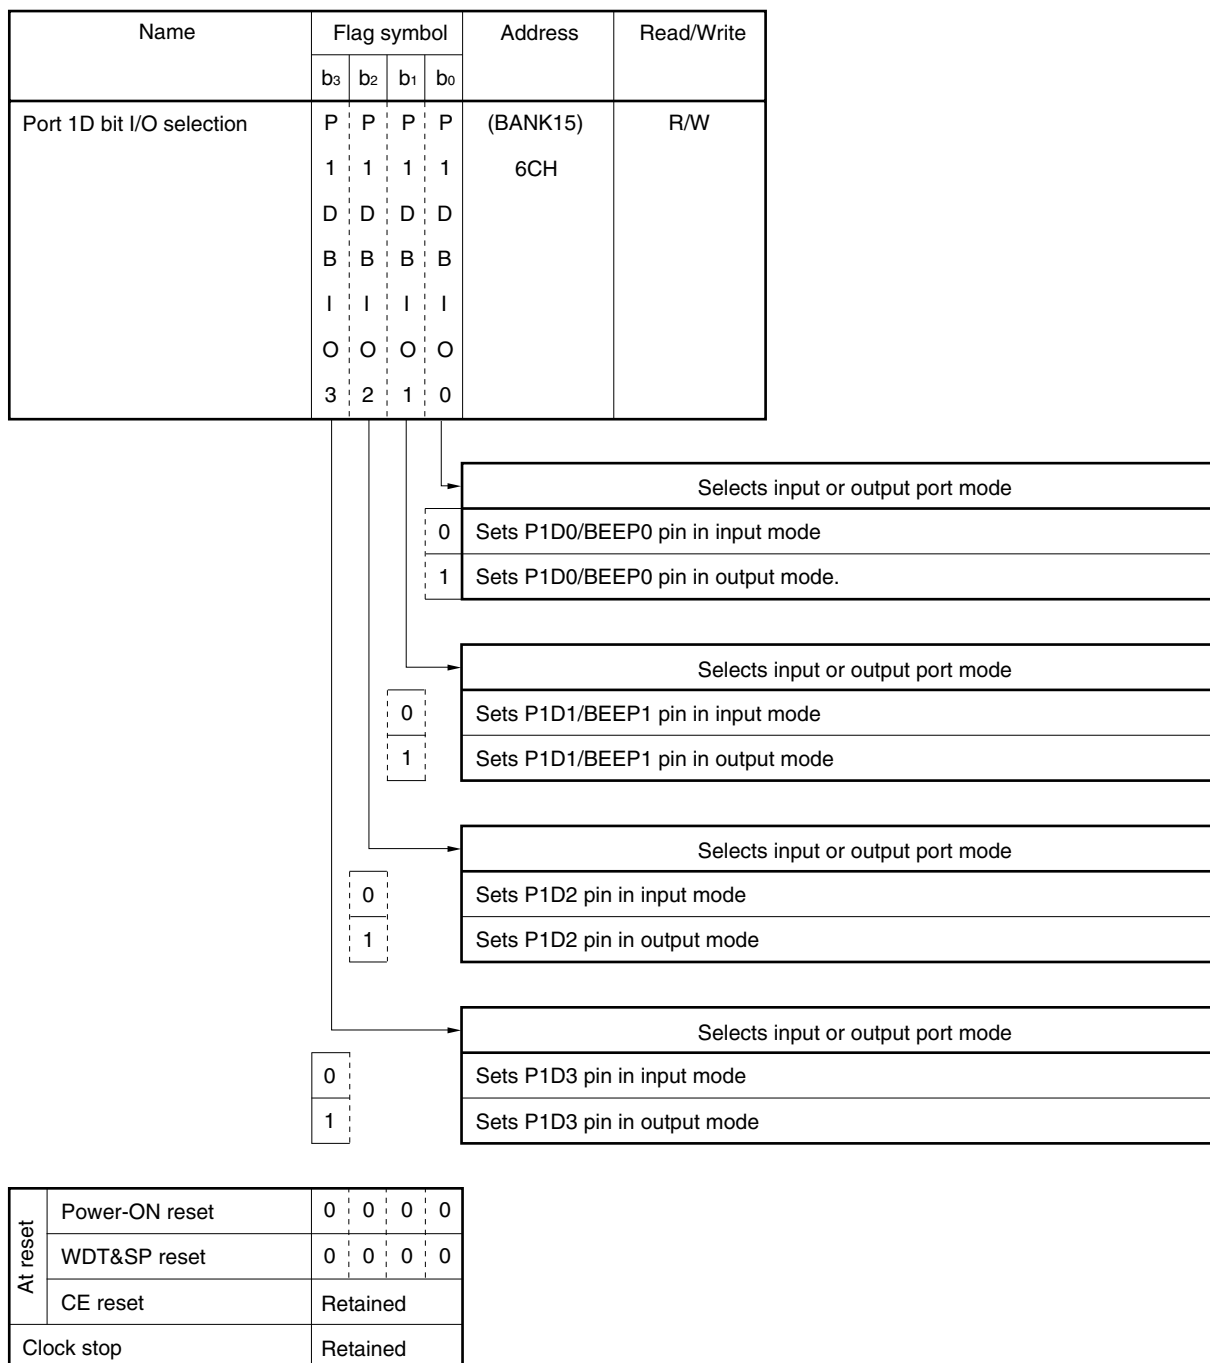 Name Flag symbol Address Read/Write
b3 b2 b1 b0
Port 1D bit I/O selection P P P P (BANK15) R/W
1 1 1 1 6CH
D D D D
B B B B
I I I I
O O O O
3 2 1 0
Selects input or output port mode
0 Sets P1D0/BEEP0 pin in input mode
1 Sets P1D0/BEEP0 pin in output mode.
Selects input or output port mode
0 Sets P1D1/BEEP1 pin in input mode
1 Sets P1D1/BEEP1 pin in output mode
Selects input or output port mode
0 Sets P1D2 pin in input mode
1 Sets P1D2 pin in output mode
Selects input or output port mode
0 Sets P1D3 pin in input mode
1 Sets P1D3 pin in output mode
At reset
Power-ON reset 0 0 0 0
WDT&SP reset 0 0 0 0
CE reset Retained
Clock stop Retained